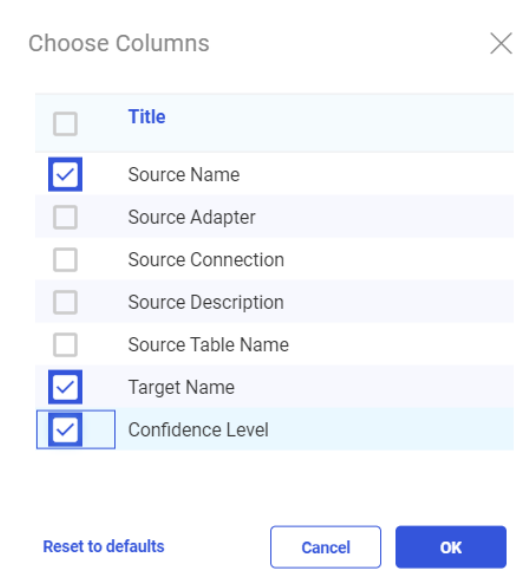 Choose Columns
Title
Source Name
Source Adapter
Source Connection
Source Description
Source Table Name
Target Name
Confidence Level
Reset to defaults
Cancel
OK